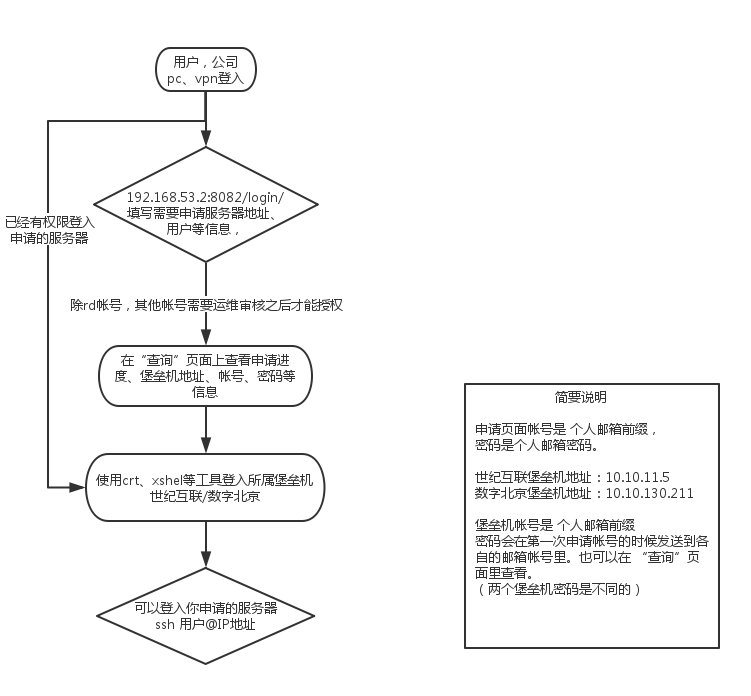 用户，公司
pc、vpn登入
192.168.53.2:8082/login/
填写需要申请服务器地址、
用户等信息，
已经有权限登入
申请的服务器
除rd帐号，其他帐号需要运维审核之后才能授权
在“查询”页面上查看申请进
度、堡垒机地址、帐号、密码等
信息
使用crt、xshel等工具登入所属堡垒机
世纪互联/数字北京
可以登入你申请的服务器
ssh 用户@IP地址
简要说明
申请页面帐号是 个人邮箱前缀，
密码是个人邮箱密码。
世纪互联堡垒机地址：10.10.11.5
数字北京堡垒机地址：10.10.130.211
堡垒机帐号是 个人邮箱前缀
密码会在第一次申请帐号的时候发送到各
自的邮箱帐号里。也可以在 “查询”页
面里查看。
（两个堡垒机密码是不同的）